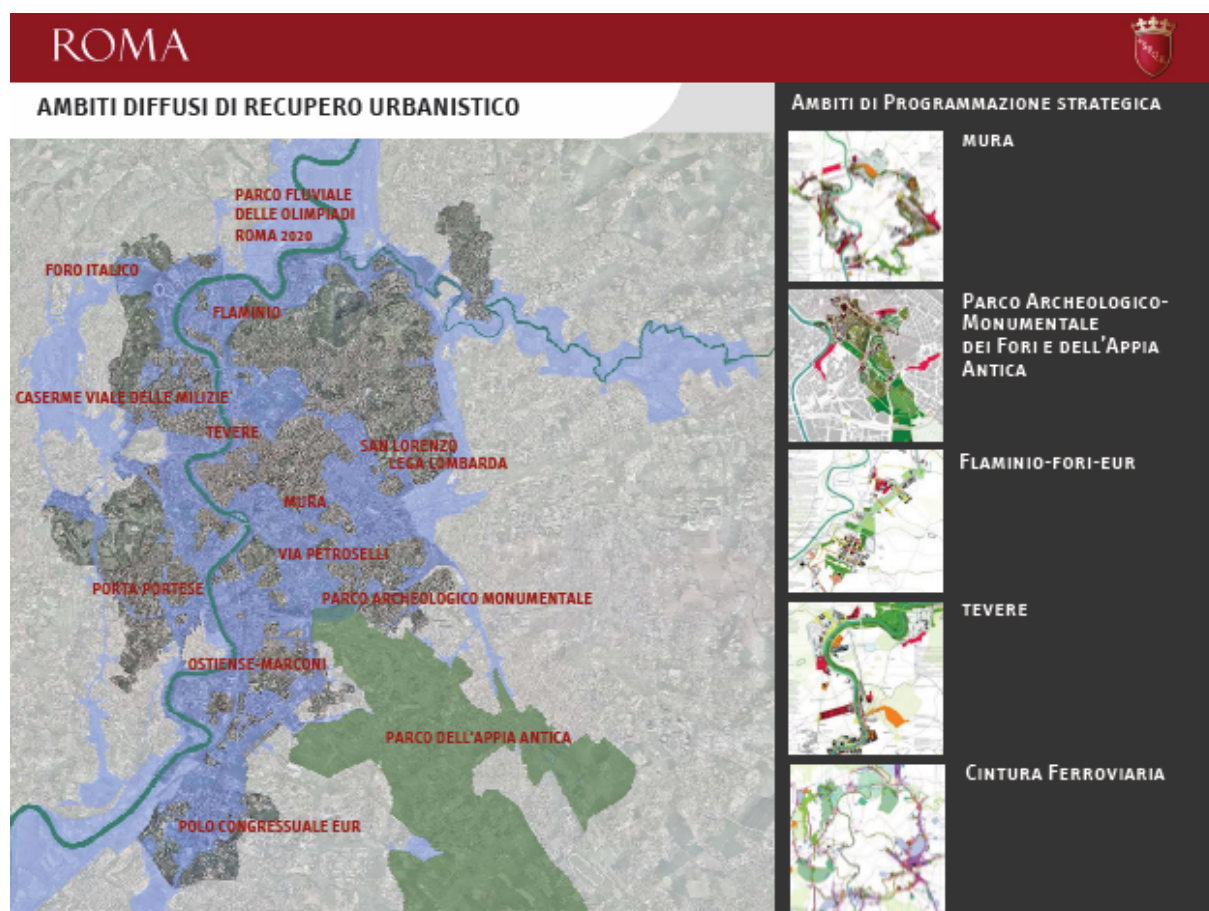 ROMA
AMBITI DIFFUSI DI RECUPERO URBANISTICO
PARCO FLUVIALE
DELLE OLIMPIADI
ROMA 2020
FORO ITALICO
FLAMINIO
CASERME VIALE DELLE MILIZIE
TEVERE
SAN LORENZO
LEGA LOMBARDA
MURA
VIA PETROSELLI
PORTA PORTESE
PARCO ARCHEOLOGICO MONUMENTALE
OSTIENSE-MARCONI
PARCO DELL'APPIA ANTICA
POLO CONGRESSUALE EUR
AMBITI DI PROGRAMMAZIONE STRATEGICA
MURA
PARCO ARCHEOLOGICO-
MONUMENTALE
DEI FORI E DELL'APPIA
ANTICA
FLAMINIO-FORI-EUR
TEVERE
CINTURA FERROVIARIA